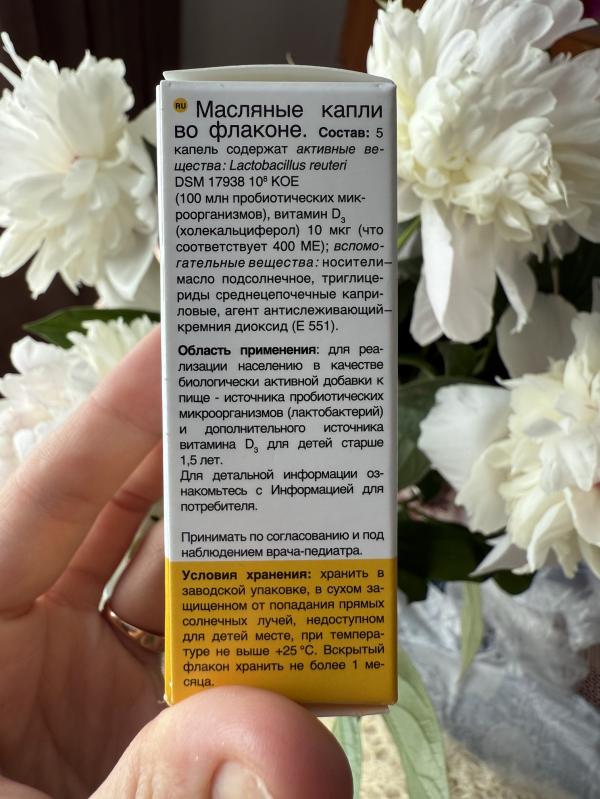 RU Масляные капли
во флаконе. Состав: 5
капель содержат активные ве-
щества: Lactobacillus reuteri
DSM 17938 10⁸ КОЕ
(100 млн пробиотических мик-
роорганизмов), витамин D₃
(холекальциферол) 10 мкг (что
соответствует 400 МЕ); вспомо-
гательные вещества: носители–
масло подсолнечное, триглице-
риды среднецепочечные капри-
ловые, агент антислеживающий–
кремния диоксид (Е 551).
Область применения: для реа-
лизации населению в качестве
биологически активной добавки к
пище - источника пробиотических
микроорганизмов (лактобактерий)
и дополнительного источника
витамина D₃ для детей старше
1,5 лет.
Для детальной информации оз-
накомьтесь с Информацией для
потребителя.
Принимать по согласованию и под
наблюдением врача-педиатра.
Условия хранения: хранить в
заводской упаковке, в сухом за-
щищенном от попадания прямых
солнечных лучей, недоступном
для детей месте, при темпера-
туре не выше +25 °С. Вскрытый
флакон хранить не более 1 ме-
сяца.